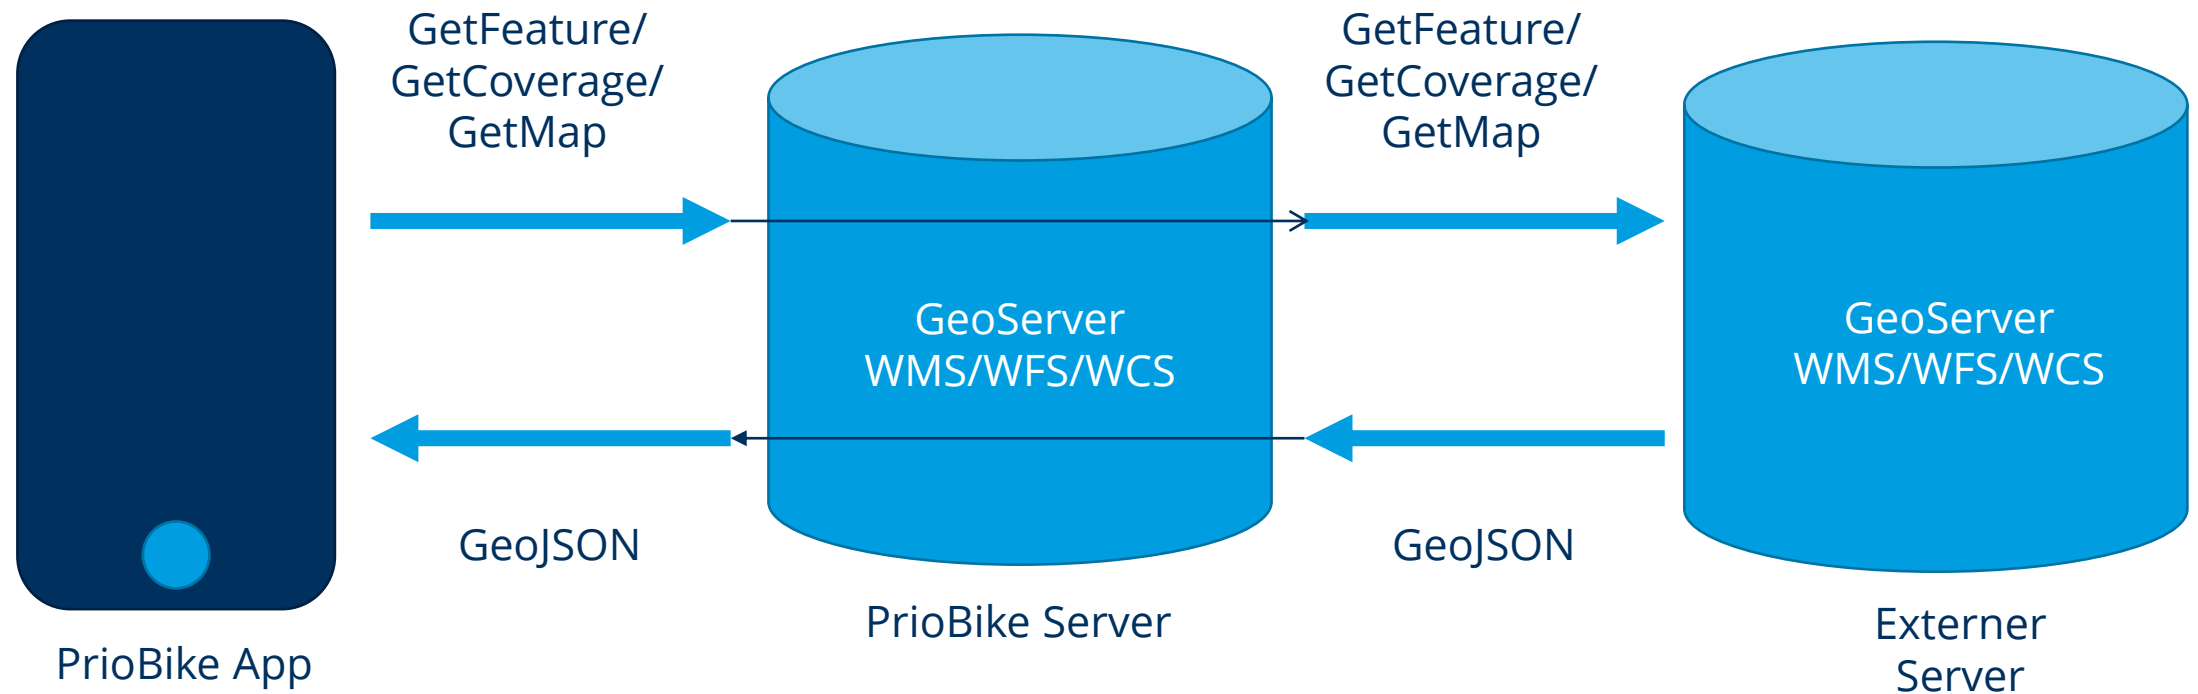 GetFeature/
GetCoverage/
GetMap
GetFeature/
GetCoverage/
GetMap
GeoServer
WMS/WFS/WCS
GeoServer
WMS/WFS/WCS
GeoJSON
GeoJSON
PrioBike App
PrioBike Server
Externer
Server